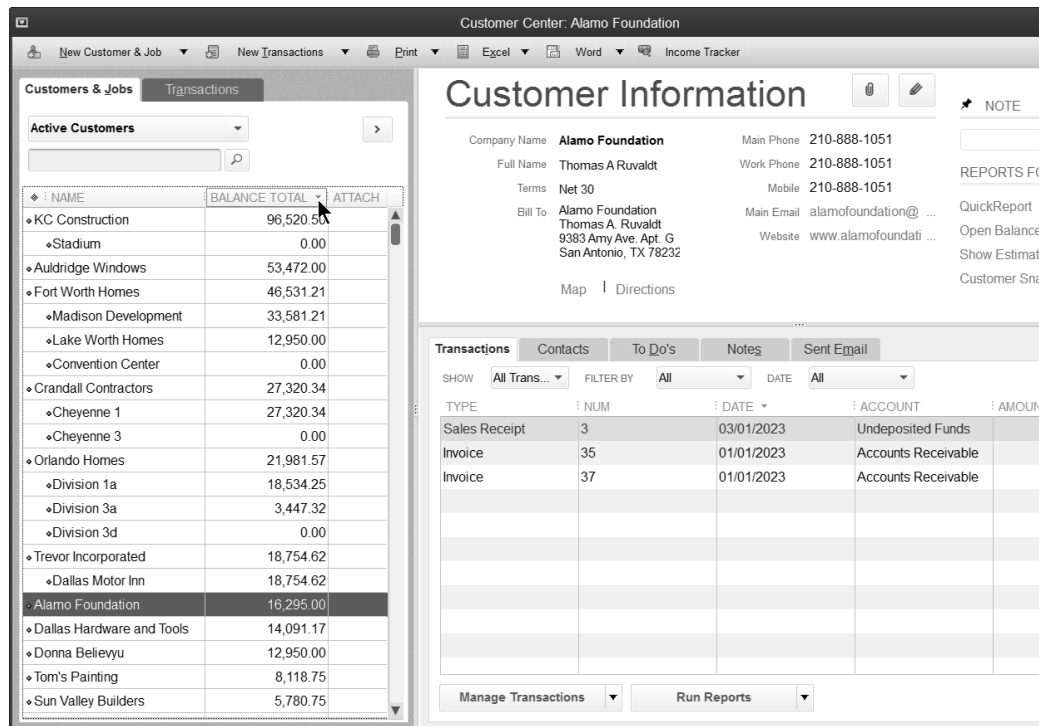 Customer Center: Alamo Foundation
New Customer & Job New Transactions Print Excel Word Income Tracker
Customers & Jobs Transactions
Active Customers
NAME BALANCE TOTAL ATTACH
KC Construction 96,520.50
Stadium 0.00
Auldridge Windows 53,472.00
Fort Worth Homes 46,531.21
Madison Development 33,581.21
Lake Worth Homes 12,950.00
Convention Center 0.00
Crandall Contractors 27,320.34
Cheyenne 1 27,320.34
Cheyenne 3 0.00
Orlando Homes 21,981.57
Division 1a 18,534.25
Division 3a 3,447.32
Division 3d 0.00
Trevor Incorporated 18,754.62
Dallas Motor Inn 18,754.62
Alamo Foundation 16,295.00
Dallas Hardware and Tools 14,091.17
Donna Believyu 12,950.00
Tom's Painting 8,118.75
Sun Valley Builders 5,780.75
Customer Information
Company Name Alamo Foundation
Full Name Thomas A Ruvaldt
Terms Net 30
Bill To Alamo Foundation
Thomas A. Ruvaldt
9383 Amy Ave. Apt. G
San Antonio, TX 78232
Map | Directions
Main Phone 210-888-1051
Work Phone 210-888-1051
Mobile 210-888-1051
Main Email alamofoundation@ ...
Website www.alamofoundati ...
NOTE
REPORTS FO
QuickReport
Open Balance
Show Estimat
Customer Sna
Transactions Contacts To Do's Notes Sent Email
SHOW All Trans... FILTER BY All DATE All
TYPE NUM DATE ACCOUNT AMOUN
Sales Receipt 3 03/01/2023 Undeposited Funds
Invoice 35 01/01/2023 Accounts Receivable
Invoice 37 01/01/2023 Accounts Receivable
Manage Transactions Run Reports